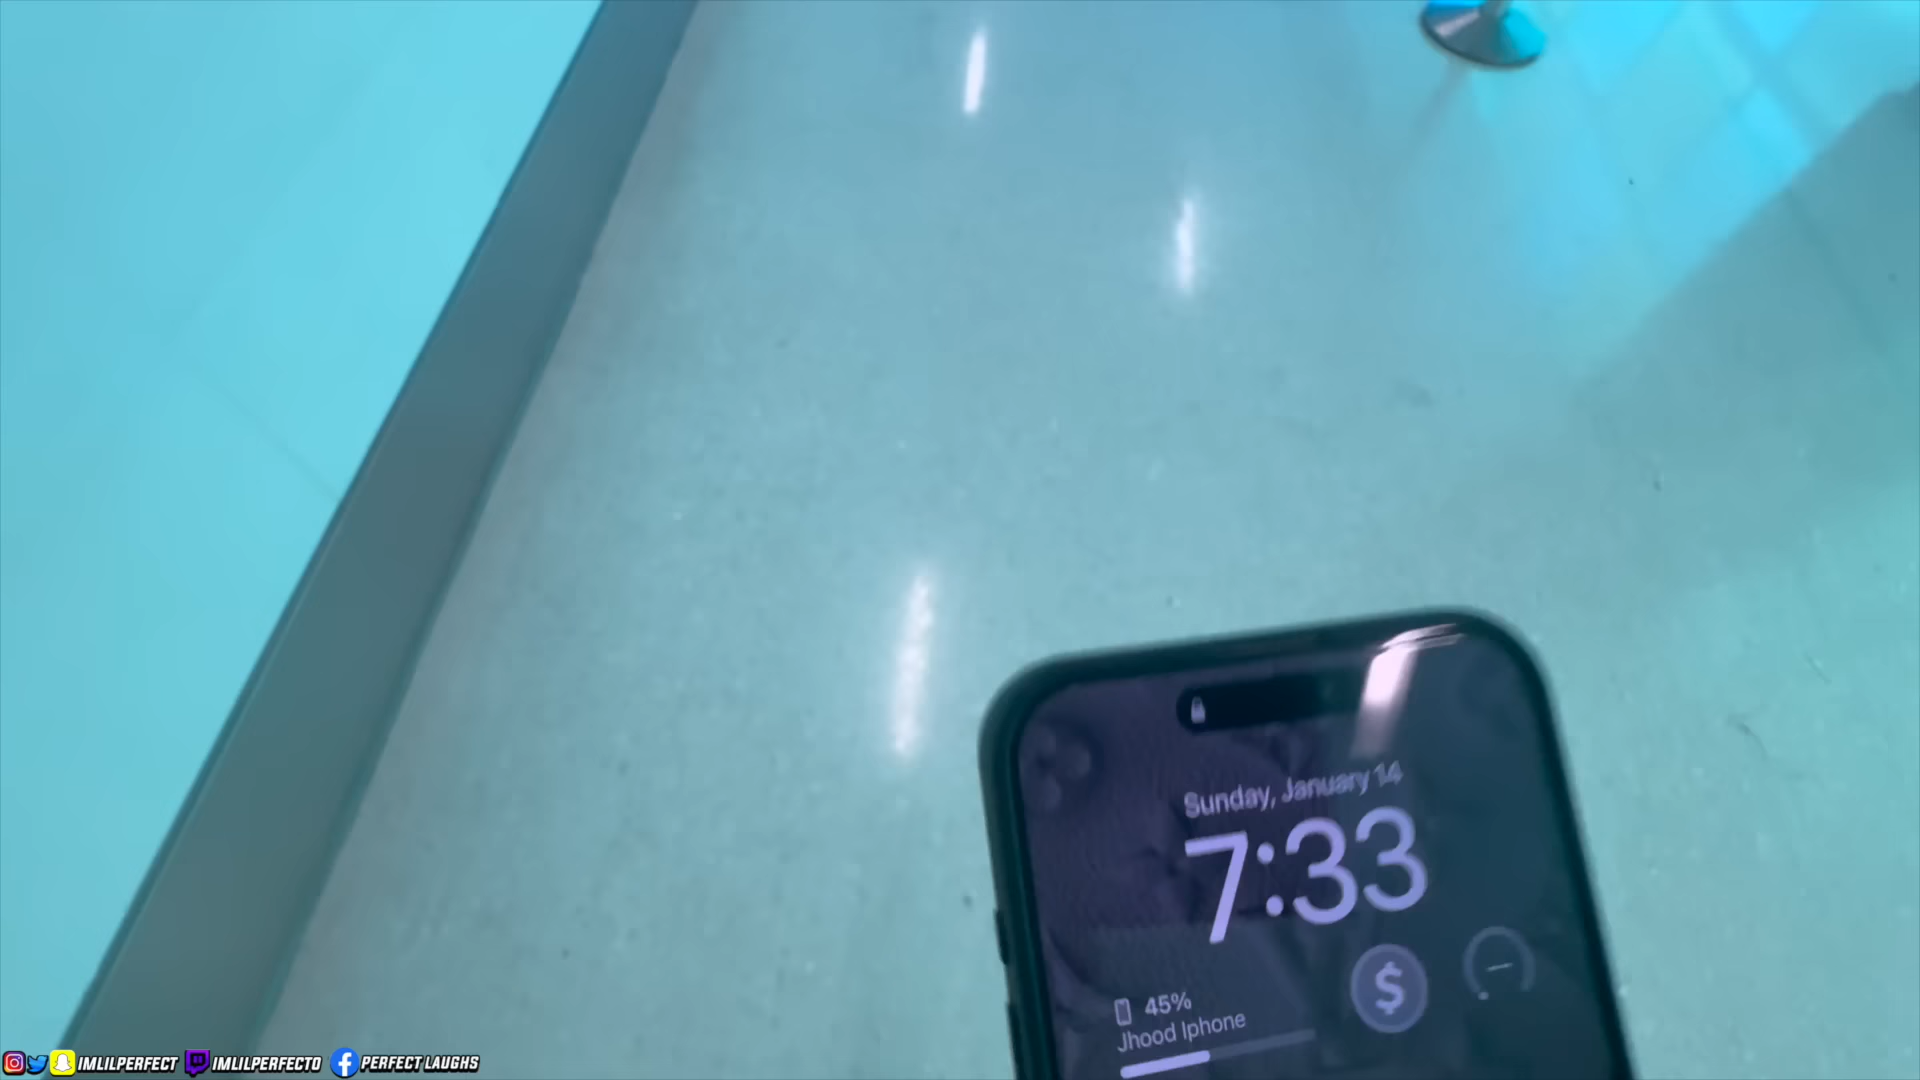 Sunday, January 14
7:33
45%
Jhood Iphone
$
IMLILPERFECT IMLILPERFECTO PERFECT LAUGHS